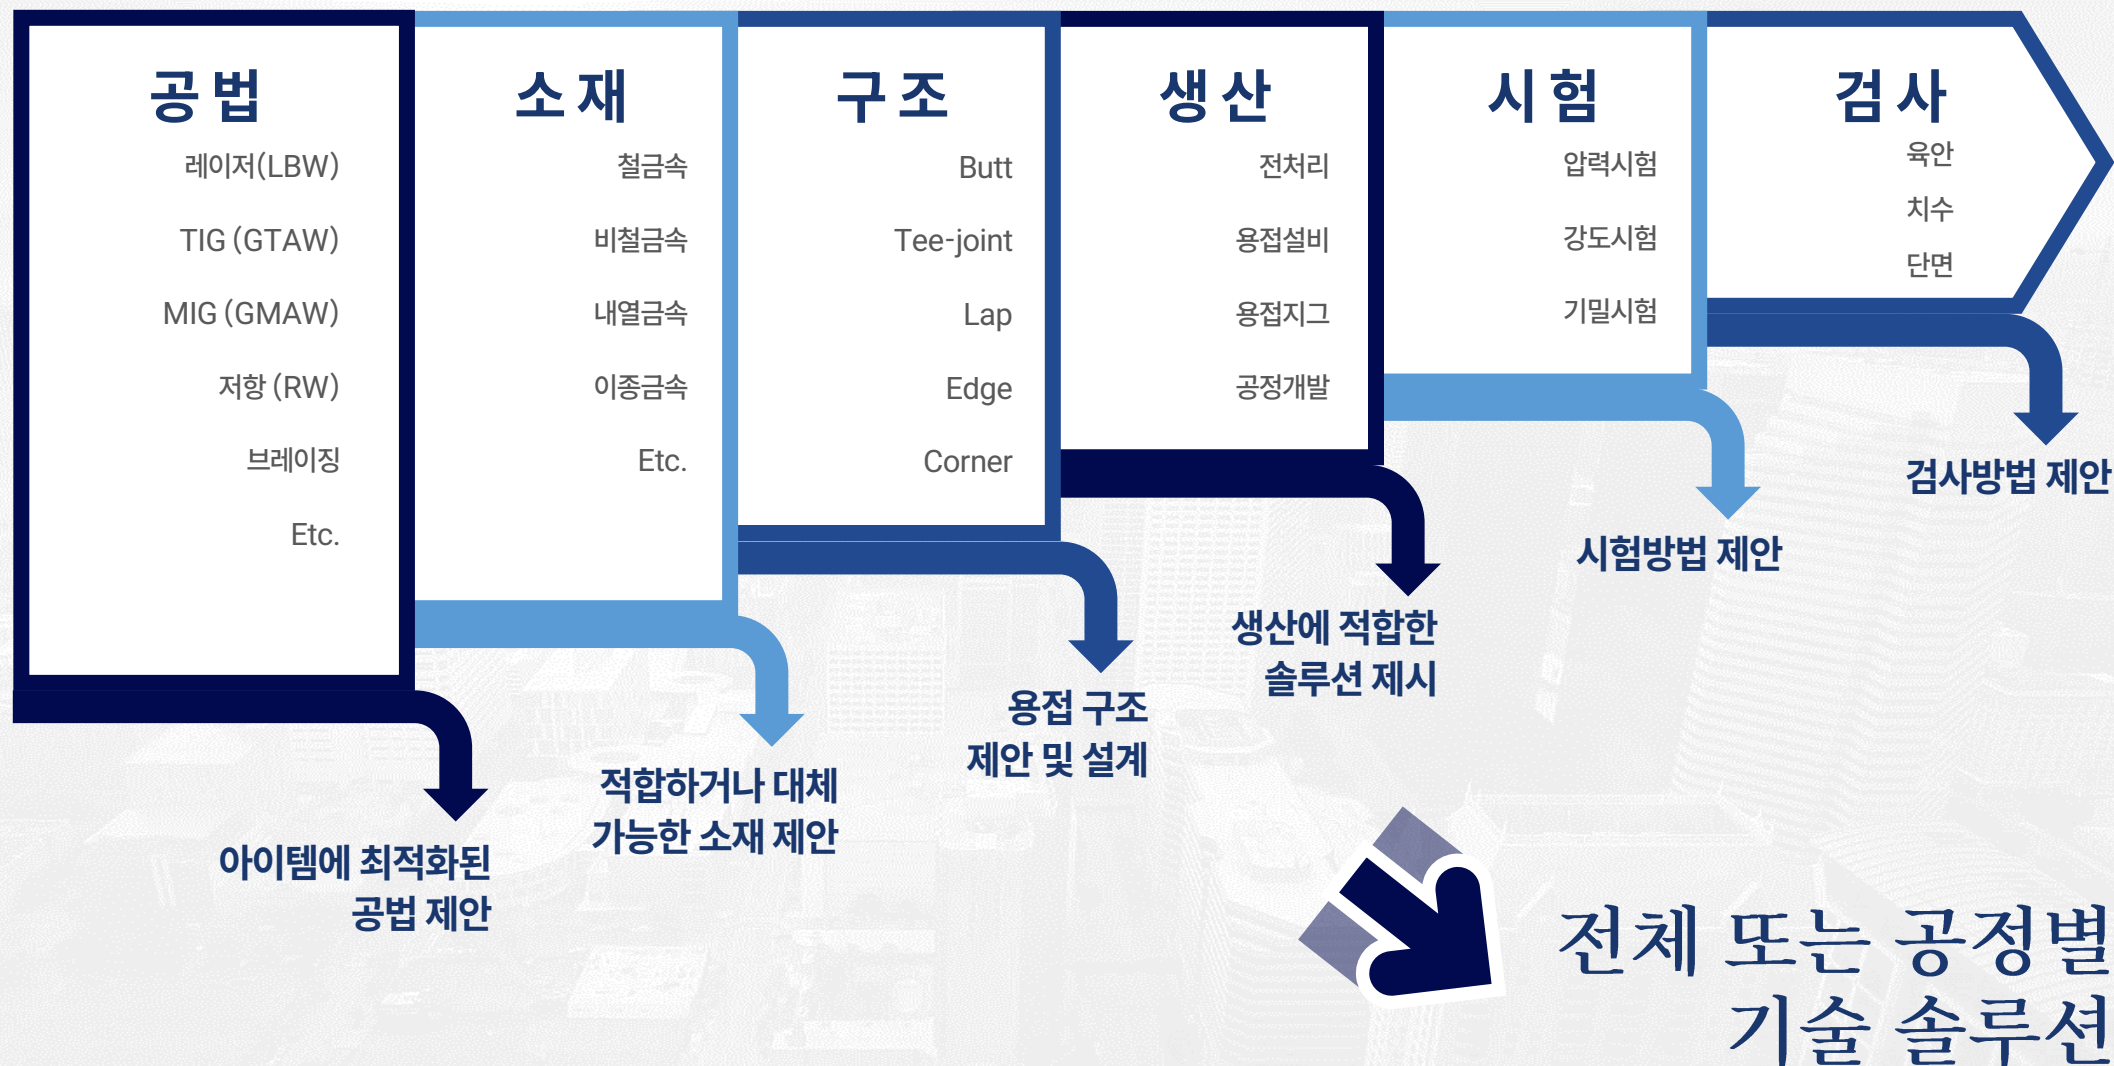 공법
레이저(LBW)
TIG (GTAW)
MIG (GMAW)
저항 (RW)
브레이징
Etc.
아이템에 최적화된
공법 제안
소재
철금속
비철금속
내열금속
이종금속
Etc.
적합하거나 대체
가능한 소재 제안
구조
Butt
Tee-joint
Lap
Edge
Corner
용접 구조
제안 및 설계
생산
전처리
용접설비
용접지그
공정개발
생산에 적합한
솔루션 제시
시험
압력시험
강도시험
기밀시험
시험방법 제안
검사
육안
치수
단면
검사방법 제안
전체 또는 공정별
기술 솔루션